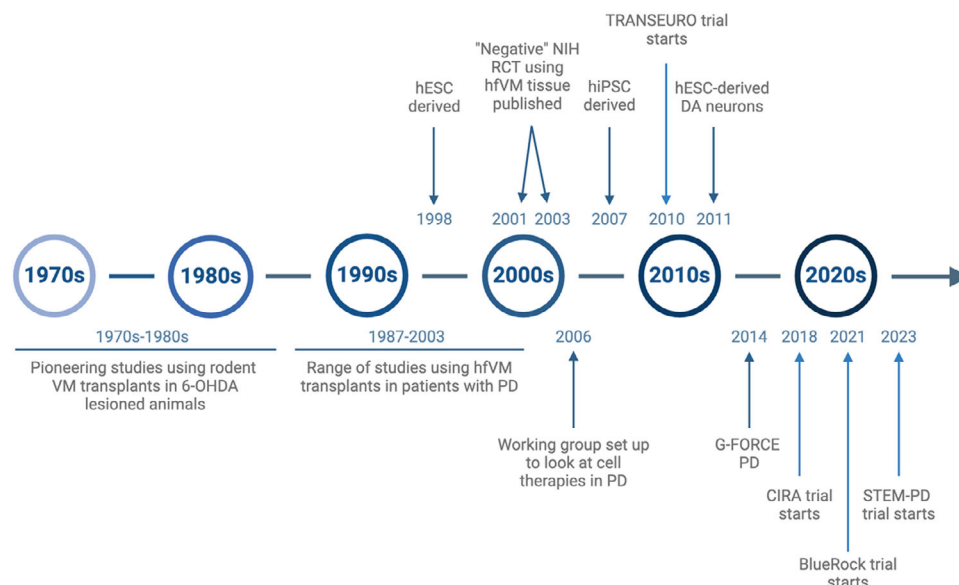 TRANSEURO trial
starts
"Negative" NIH
RCT using
hfVM tissue
published
hESC
derived
hiPSC
derived
hESC-derived
DA neurons
1998
2001
2003
2007
2010
2011
1970s
1980s
1990s
2000s
2010s
2020s
1970s-1980s
Pioneering studies using rodent
VM transplants in 6-OHDA
lesioned animals
1987-2003
Range of studies using hfVM
transplants in patients with PD
2006
Working group set up
to look at cell
therapies in PD
2014
G-FORCE
PD
2018
CIRA trial
starts
2021
BlueRock trial
starts
2023
STEM-PD
trial starts